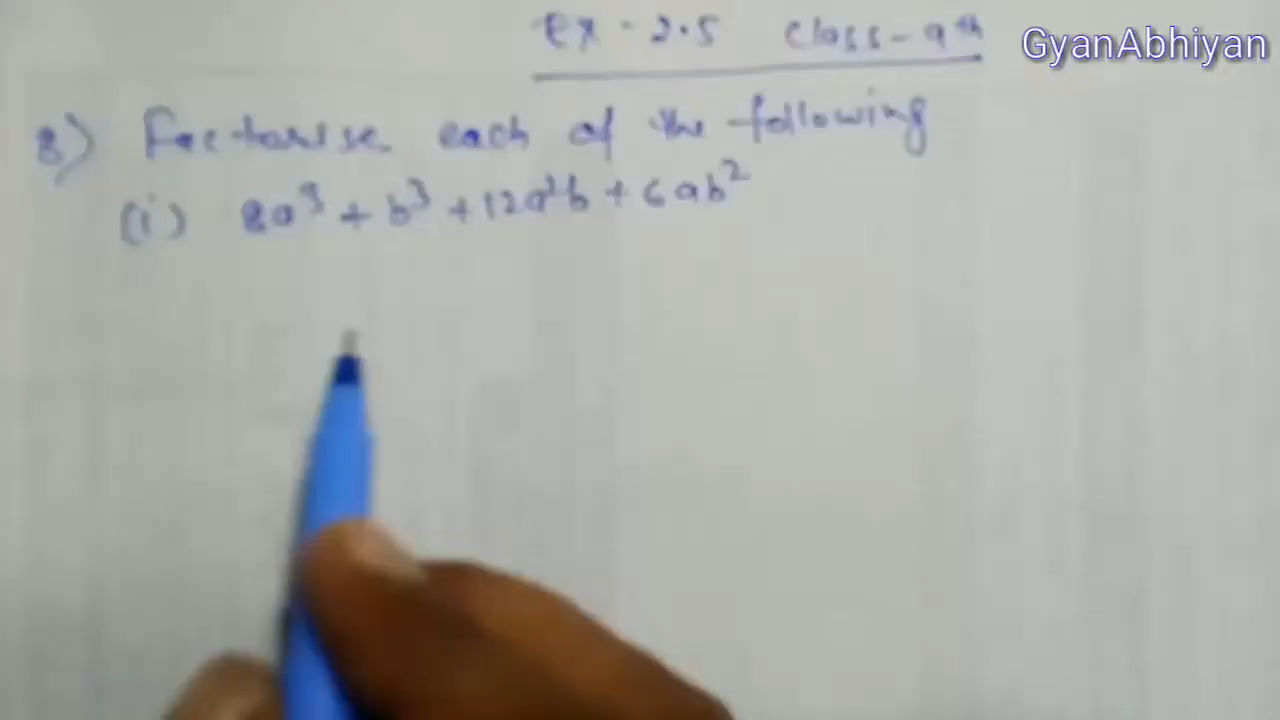 Ex - 2.5 Class - 9th
GyanAbhiyan
8) Factorise each of the following
(i) 8a³ + b³ + 12a²b + 6ab²